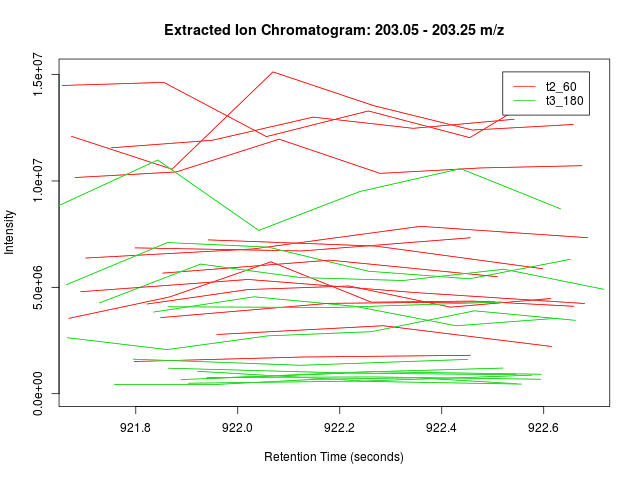 Extracted Ion Chromatogram: 203.05 - 203.25 m/z
1.5e+07
1.0e+07
5.0e+06
0.0e+00
Intensity
t2_60
t3_180
921.8 922.0 922.2 922.4 922.6
Retention Time (seconds)